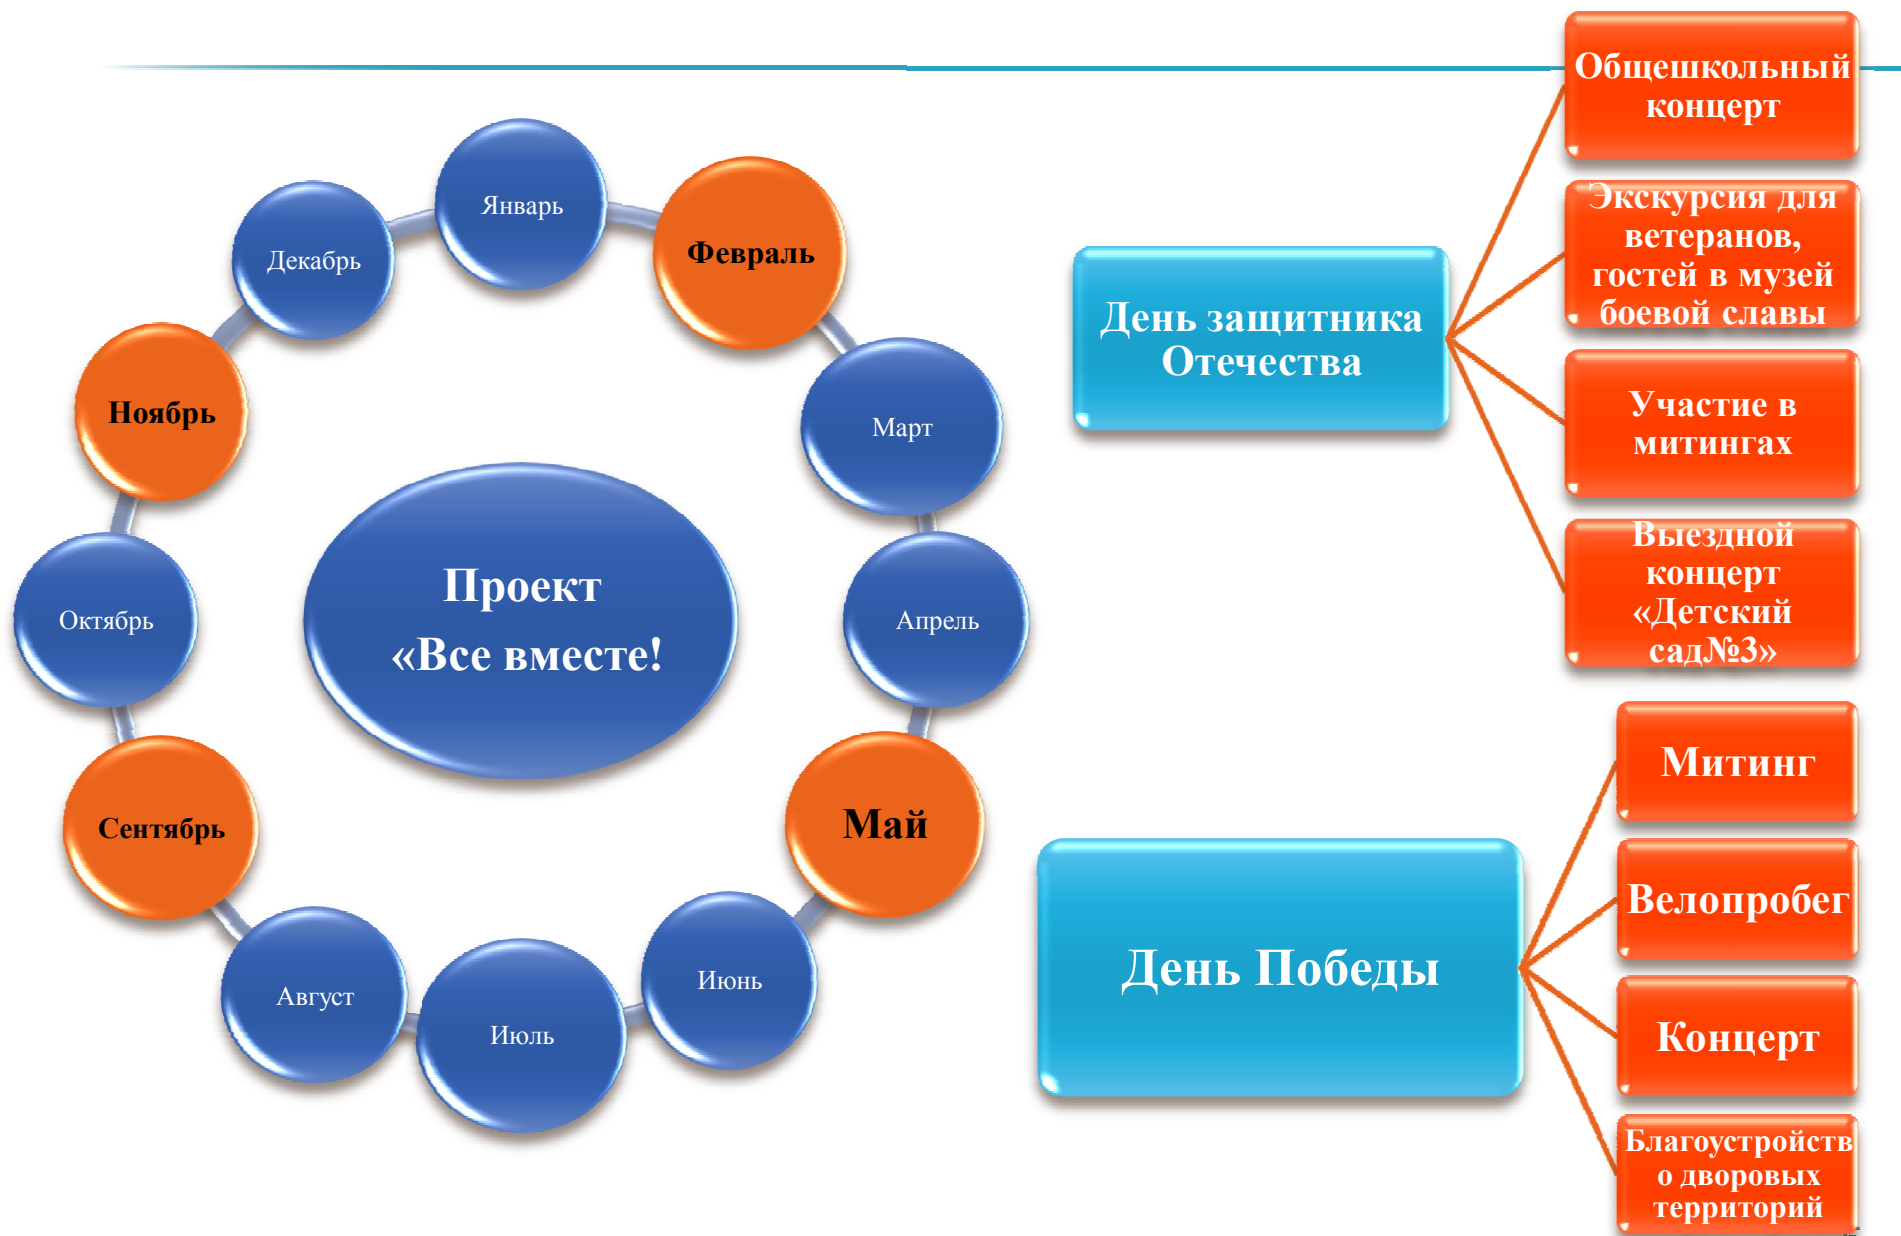 Январь
Февраль
Март
Апрель
Май
Июнь
Июль
Август
Сентябрь
Октябрь
Ноябрь
Декабрь
Проект
«Все вместе!
День защитника
Отечества
Общешкольный
концерт
Экскурсия для
ветеранов,
гостей в музей
боевой славы
Участие в
митингах
Выездной
концерт
«Детский
сад№3»
День Победы
Митинг
Велопробег
Концерт
Благоустройств
о дворовых
территорий